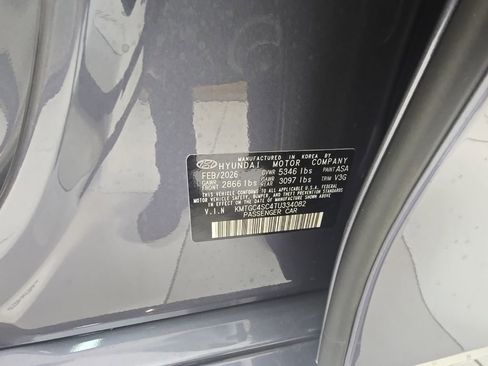 MANUFACTURED IN KOREA BY
HYUNDAI MOTOR COMPANY
FEB/2026 GVWR 5346 lbs PAINT ASA
GAWR FRONT 2866 lbs GAWR REAR 3097 lbs TRIM V3G
THIS VEHICLE CONFORMS TO ALL APPLICABLE U.S.A. FEDERAL
MOTOR VEHICLE SAFETY, BUMPER, AND THEFT PREVENTION
STANDARDS IN EFFECT ON THE DATE OF MANUFACTURE SHOWN ABOVE.
V.I.N KMTGC4SC4TU334082
PASSENGER CAR